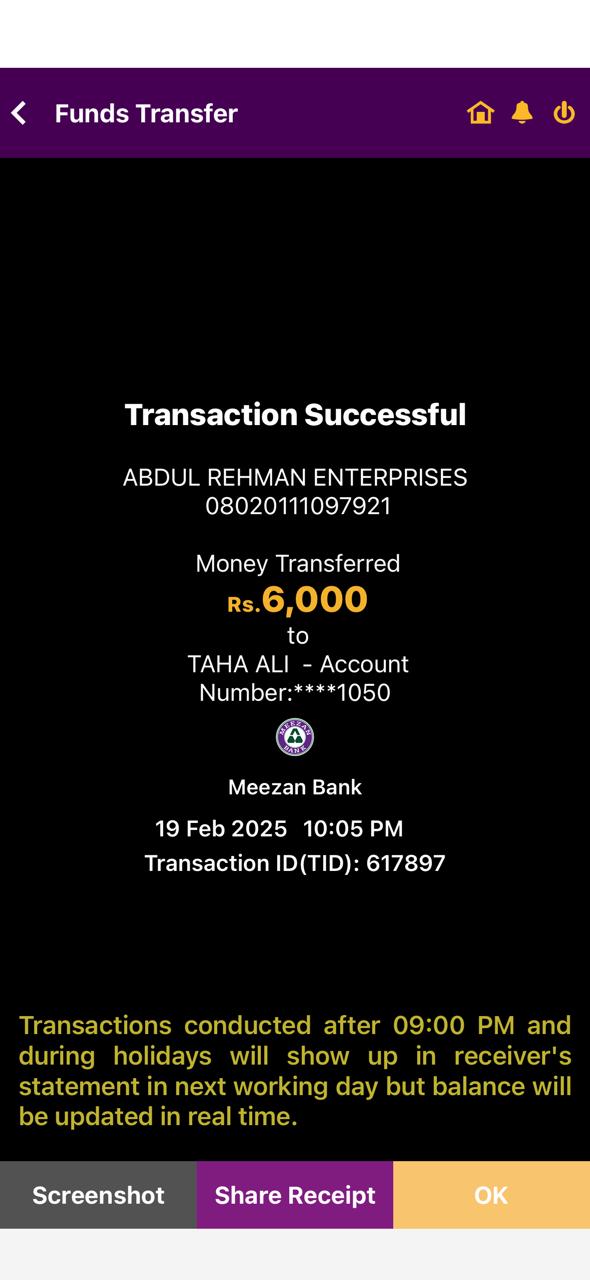 Funds Transfer
Transaction Successful
ABDUL REHMAN ENTERPRISES
08020111097921
Money Transferred
Rs.6,000
to
TAHA ALI - Account
Number:****1050
MEEZAN BANK
Meezan Bank
19 Feb 2025 10:05 PM
Transaction ID(TID): 617897
Transactions conducted after 09:00 PM and
during holidays will show up in receiver's
statement in next working day but balance will
be updated in real time.
Screenshot Share Receipt OK